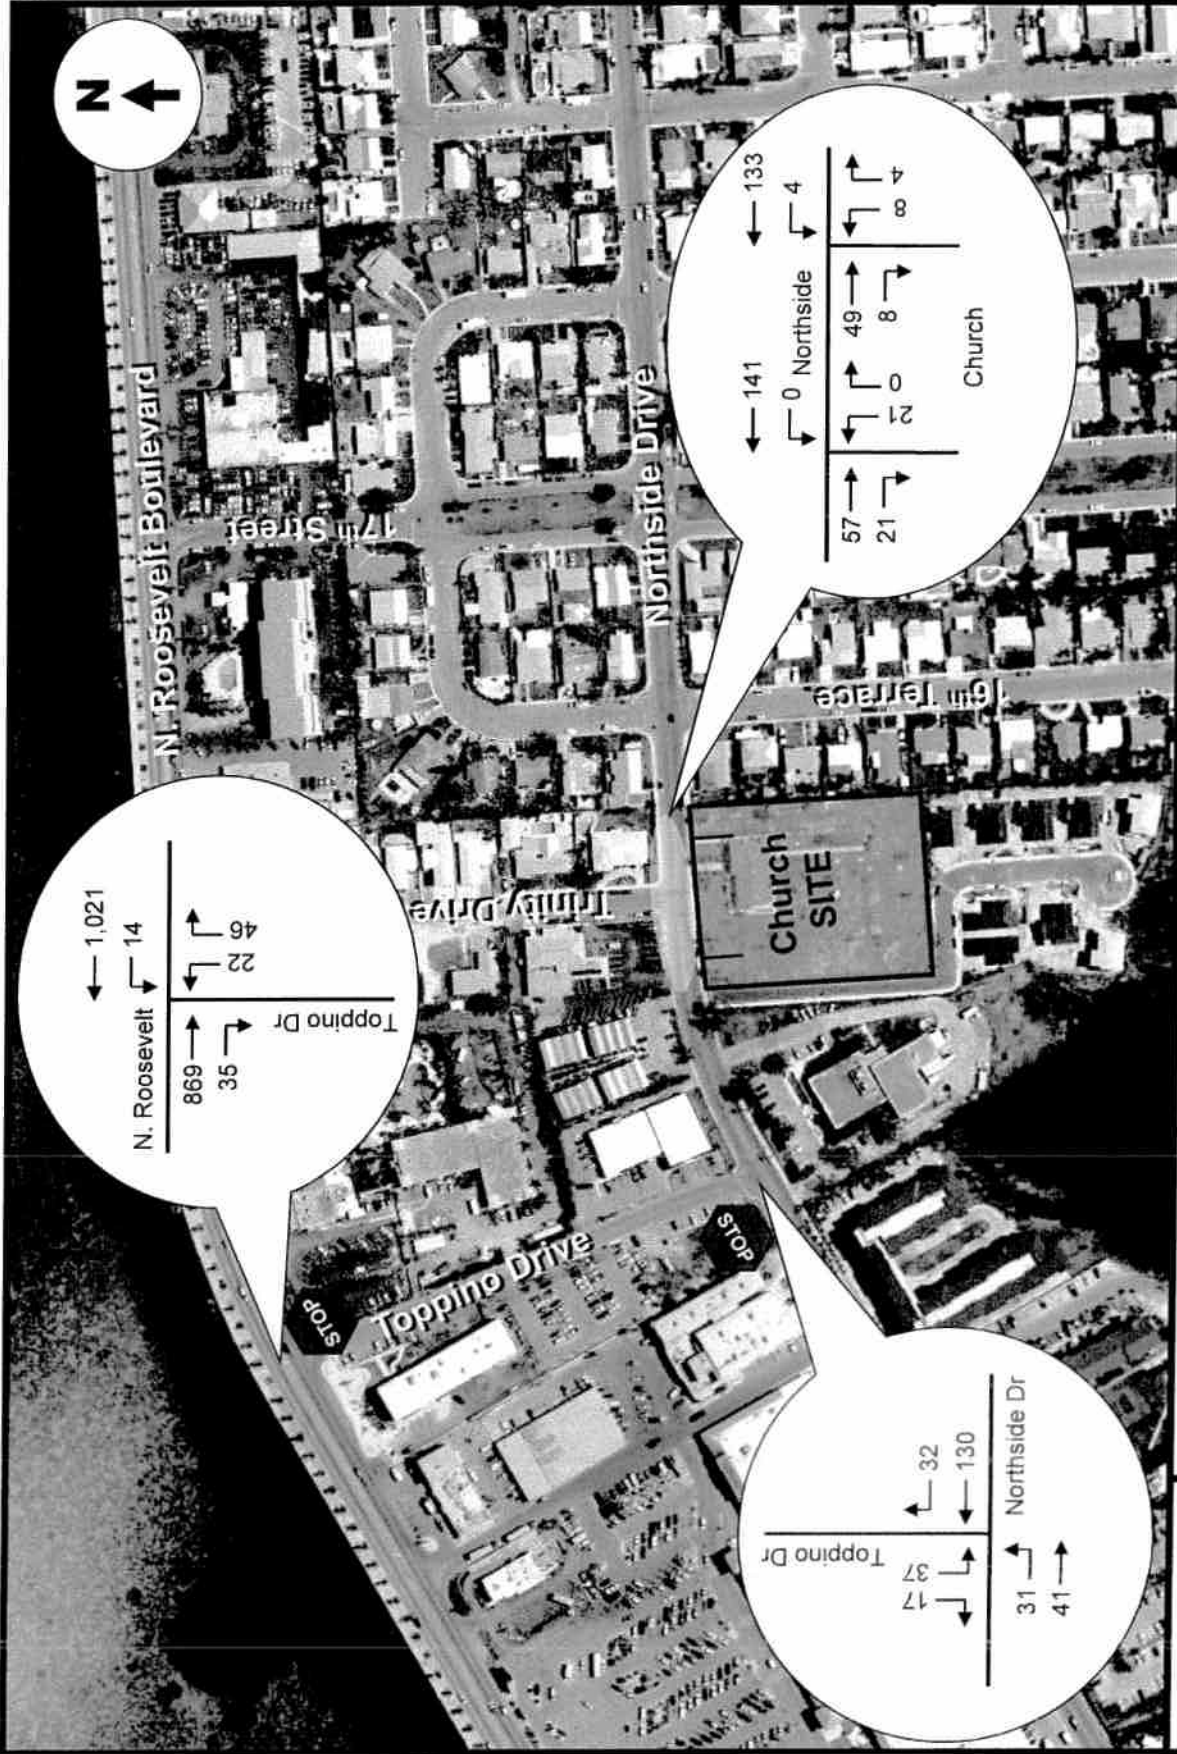 N
N. Roosevelt Boulevard
17th Street
Northside Drive
16th Terrace
Trinity Drive
Toppino Drive
STOP
STOP
Church
SITE
1,021
N. Roosevelt
14
869
35
22
46
Toppino Dr
141
133
0
Northside
4
57
21
21
0
49
8
8
4
Church
Toppino Dr
17
37
32
130
31
41
Northside Dr